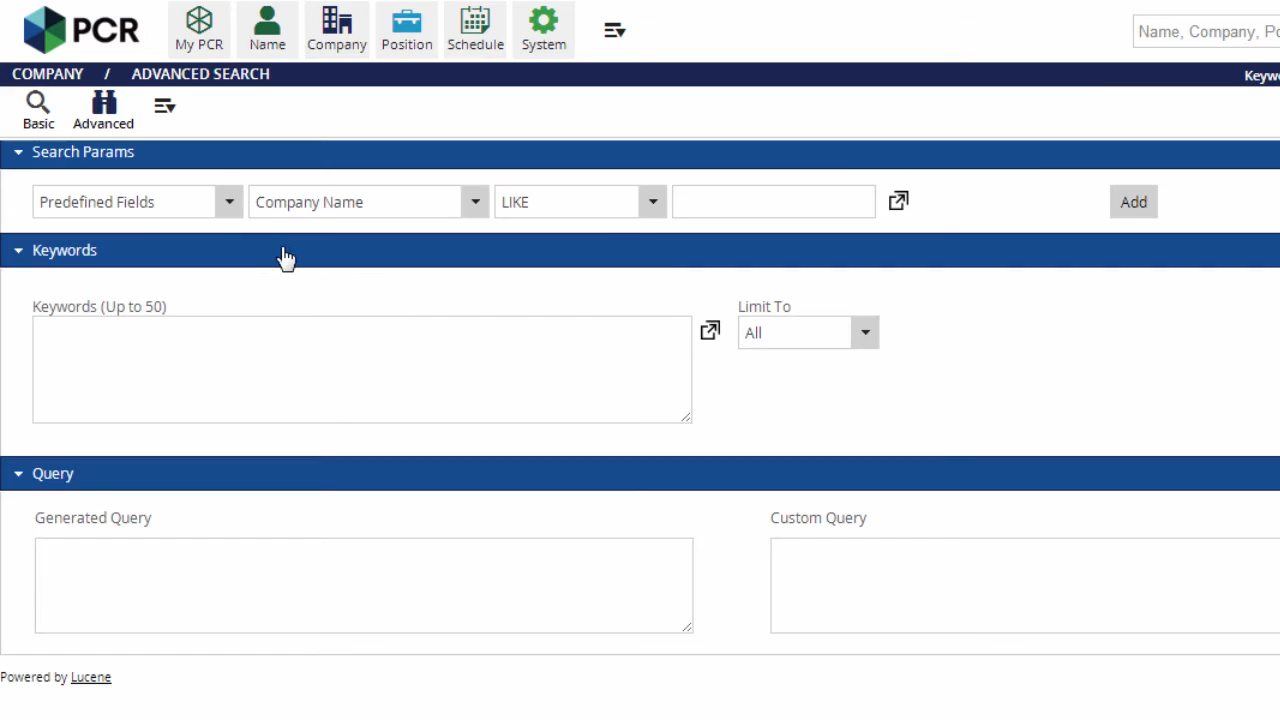 PCR
My PCR Name Company Position Schedule System
Name, Company, Po
COMPANY / ADVANCED SEARCH
Keywo
Basic Advanced
Search Params
Predefined Fields Company Name LIKE Add
Keywords
Keywords (Up to 50) Limit To
All
Query
Generated Query Custom Query
Powered by Lucene